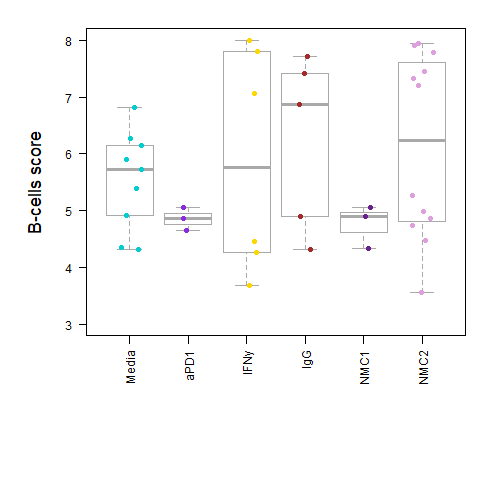 B-cells score
8
7
6
5
4
3
Media
aPD1
IFNy
IgG
NMC1
NMC2